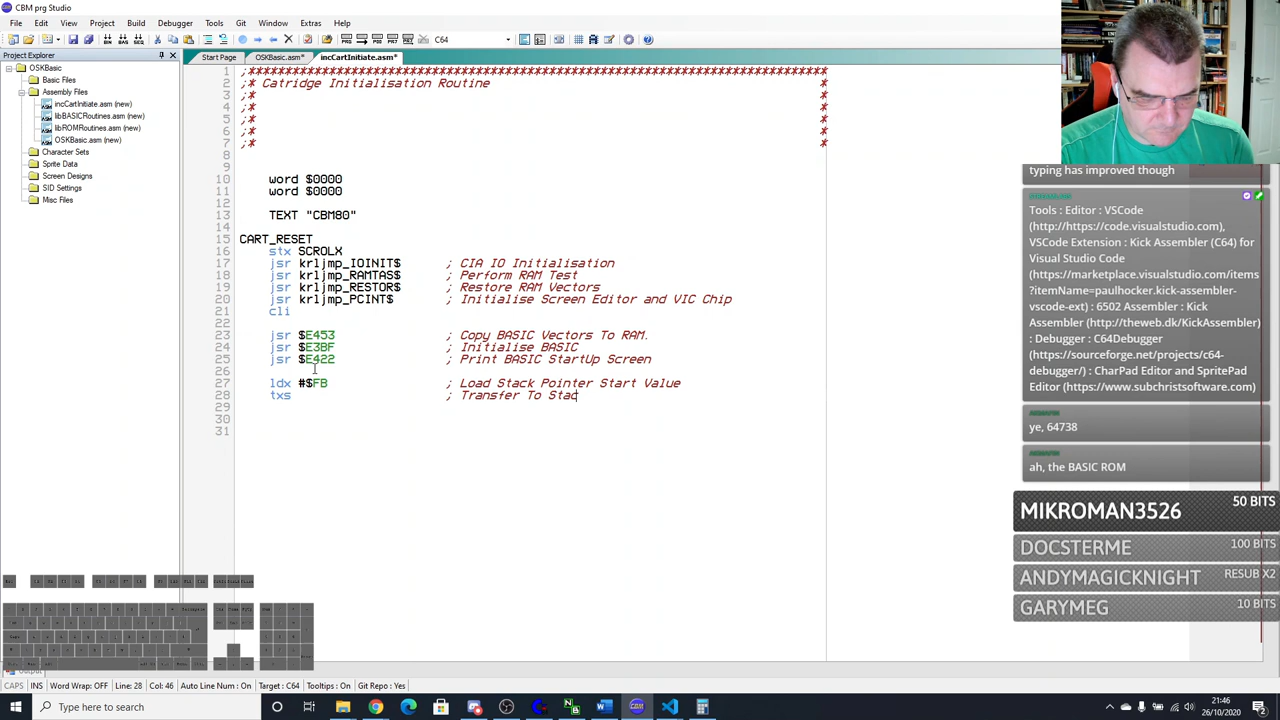 CBM prg Studio
File Edit View Project Build Debugger Tools Git Window Extras Help
C64
Project Explorer
Start Page OSKBasic.asm* incCartInitiate.asm*
OSKBasic
Basic Files
Assembly Files
incCartInitiate.asm (new)
libBASICRoutines.asm (new)
libROMRoutines.asm (new)
OSKBasic.asm (new)
Character Sets
Sprite Data
Screen Designs
SID Settings
Misc Files
1 ;*******************************************************************************
2 ;* Catridge Initialisation Routine *
3 ;* *
4 ;* *
5 ;* *
6 ;* *
7 ;* *
8
9
10 word $0000
11 word $0000
12
13 TEXT "CBM80"
14
15 CART_RESET
16 stx SCROLX
17 jsr krljmp_IOINIT$ ; CIA IO Initialisation
18 jsr krljmp_RAMTAS$ ; Perform RAM Test
19 jsr krljmp_RESTOR$ ; Restore RAM Vectors
20 jsr krljmp_PCINT$ ; Initialise Screen Editor and VIC Chip
21 cli
22
23 jsr $E453 ; Copy BASIC Vectors To RAM.
24 jsr $E3BF ; Initialise BASIC
25 jsr $E422 ; Print BASIC StartUp Screen
26
27 ldx #$FB ; Load Stack Pointer Start Value
28 txs ; Transfer To Stac
29
30
31
typing has improved though
Tools : Editor : VSCode
(http://https://code.visualstudio.com),
VSCode Extension : Kick Assembler (C64) for
Visual Studio Code
(https://marketplace.visualstudio.com/items
?itemName=paulhocker.kick-assembler-
vscode-ext) : 6502 Assembler : Kick
Assembler (http://theweb.dk/KickAssembler)
: Debugger : C64Debugger
(https://sourceforge.net/projects/c64-
debugger/) : CharPad Editor and SpritePad
Editor (https://www.subchristsoftware.com)
ye, 64738
ah, the BASIC ROM
MIKROMAN3526 50 BITS
DOCSTERME 100 BITS
ANDYMAGICKNIGHT RESUB X2
GARYMEG 10 BITS
Output
CAPS INS Word Wrap: OFF Line: 28 Col: 46 Auto Line Num : On Target : C64 Tooltips : On Git Repo : Yes
Type here to search
21:46
26/10/2020